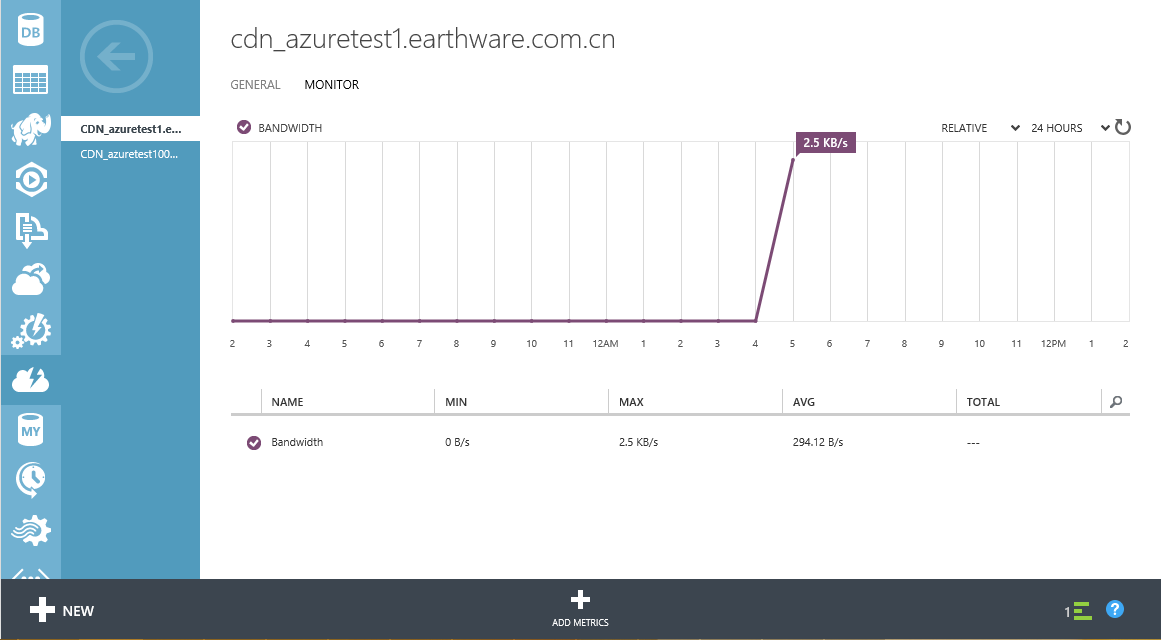 cdn_azuretest1.earthware.com.cn
GENERAL MONITOR
DB
MY
CDN_azuretest1.e...
CDN_azuretest100...
BANDWIDTH RELATIVE 24 HOURS
2.5 KB/s
2 3 4 5 6 7 8 9 10 11 12AM 1 2 3 4 5 6 7 8 9 10 11 12PM 1 2
NAME MIN MAX AVG TOTAL
Bandwidth 0 B/s 2.5 KB/s 294.12 B/s ---
NEW ADD METRICS 1 ?